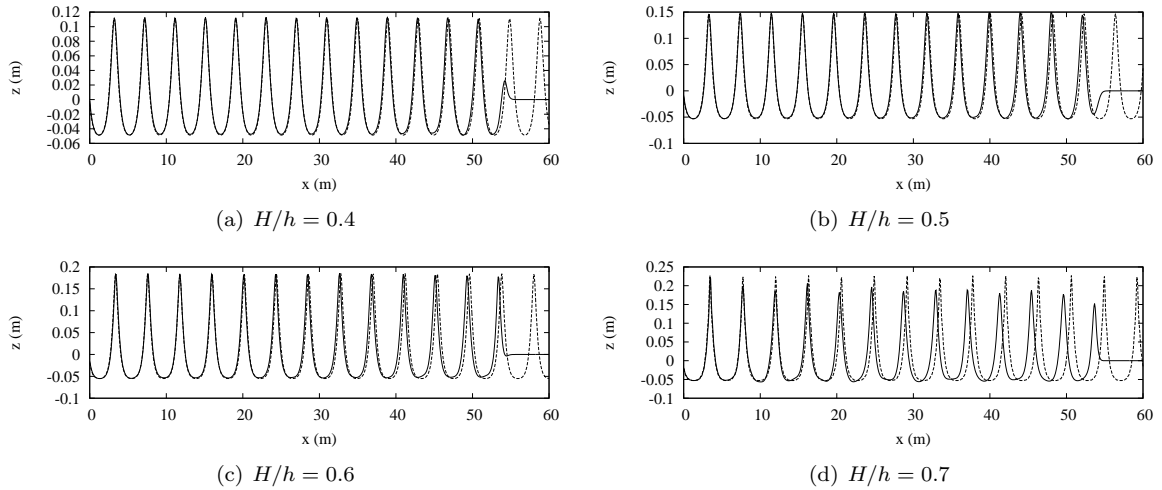 0.12
0.1
0.08
0.06
0.04
0.02
0
-0.02
-0.04
-0.06
z (m)
0 10 20 30 40 50 60
x (m)
(a) H/h = 0.4
0.15
0.1
0.05
0
-0.05
-0.1
z (m)
0 10 20 30 40 50 60
x (m)
(b) H/h = 0.5
0.2
0.15
0.1
0.05
0
-0.05
-0.1
z (m)
0 10 20 30 40 50 60
x (m)
(c) H/h = 0.6
0.25
0.2
0.15
0.1
0.05
0
-0.05
-0.1
z (m)
0 10 20 30 40 50 60
x (m)
(d) H/h = 0.7